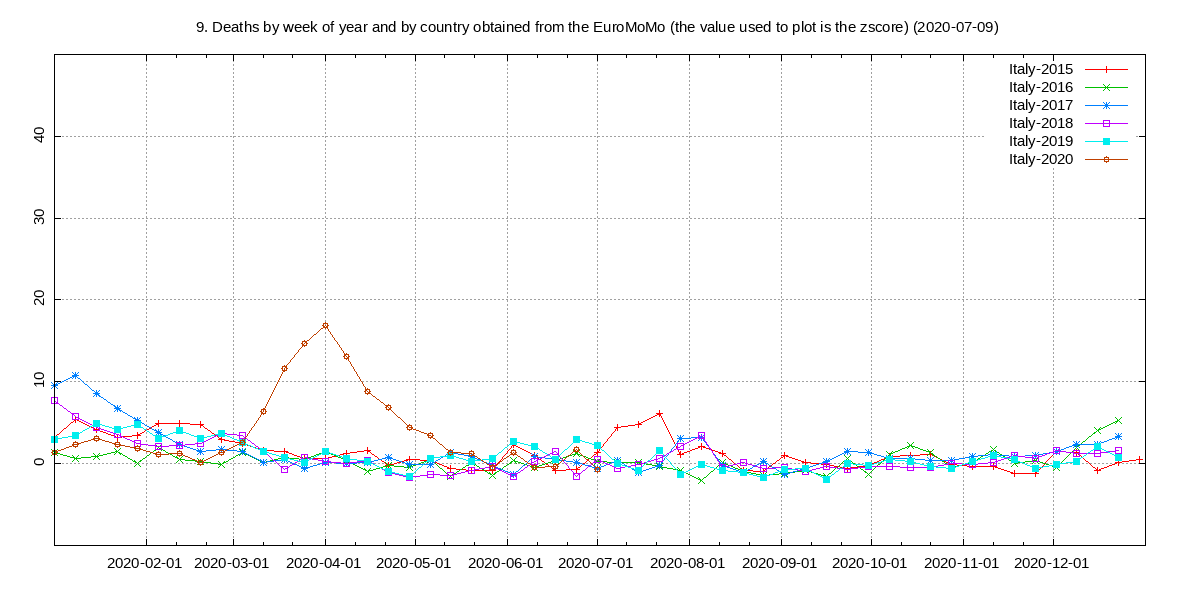 9. Deaths by week of year and by country obtained from the EuroMoMo (the value used to plot is the zscore) (2020-07-09)
Italy-2015
Italy-2016
Italy-2017
Italy-2018
Italy-2019
Italy-2020
40
30
20
10
0
2020-02-01 2020-03-01 2020-04-01 2020-05-01 2020-06-01 2020-07-01 2020-08-01 2020-09-01 2020-10-01 2020-11-01 2020-12-01